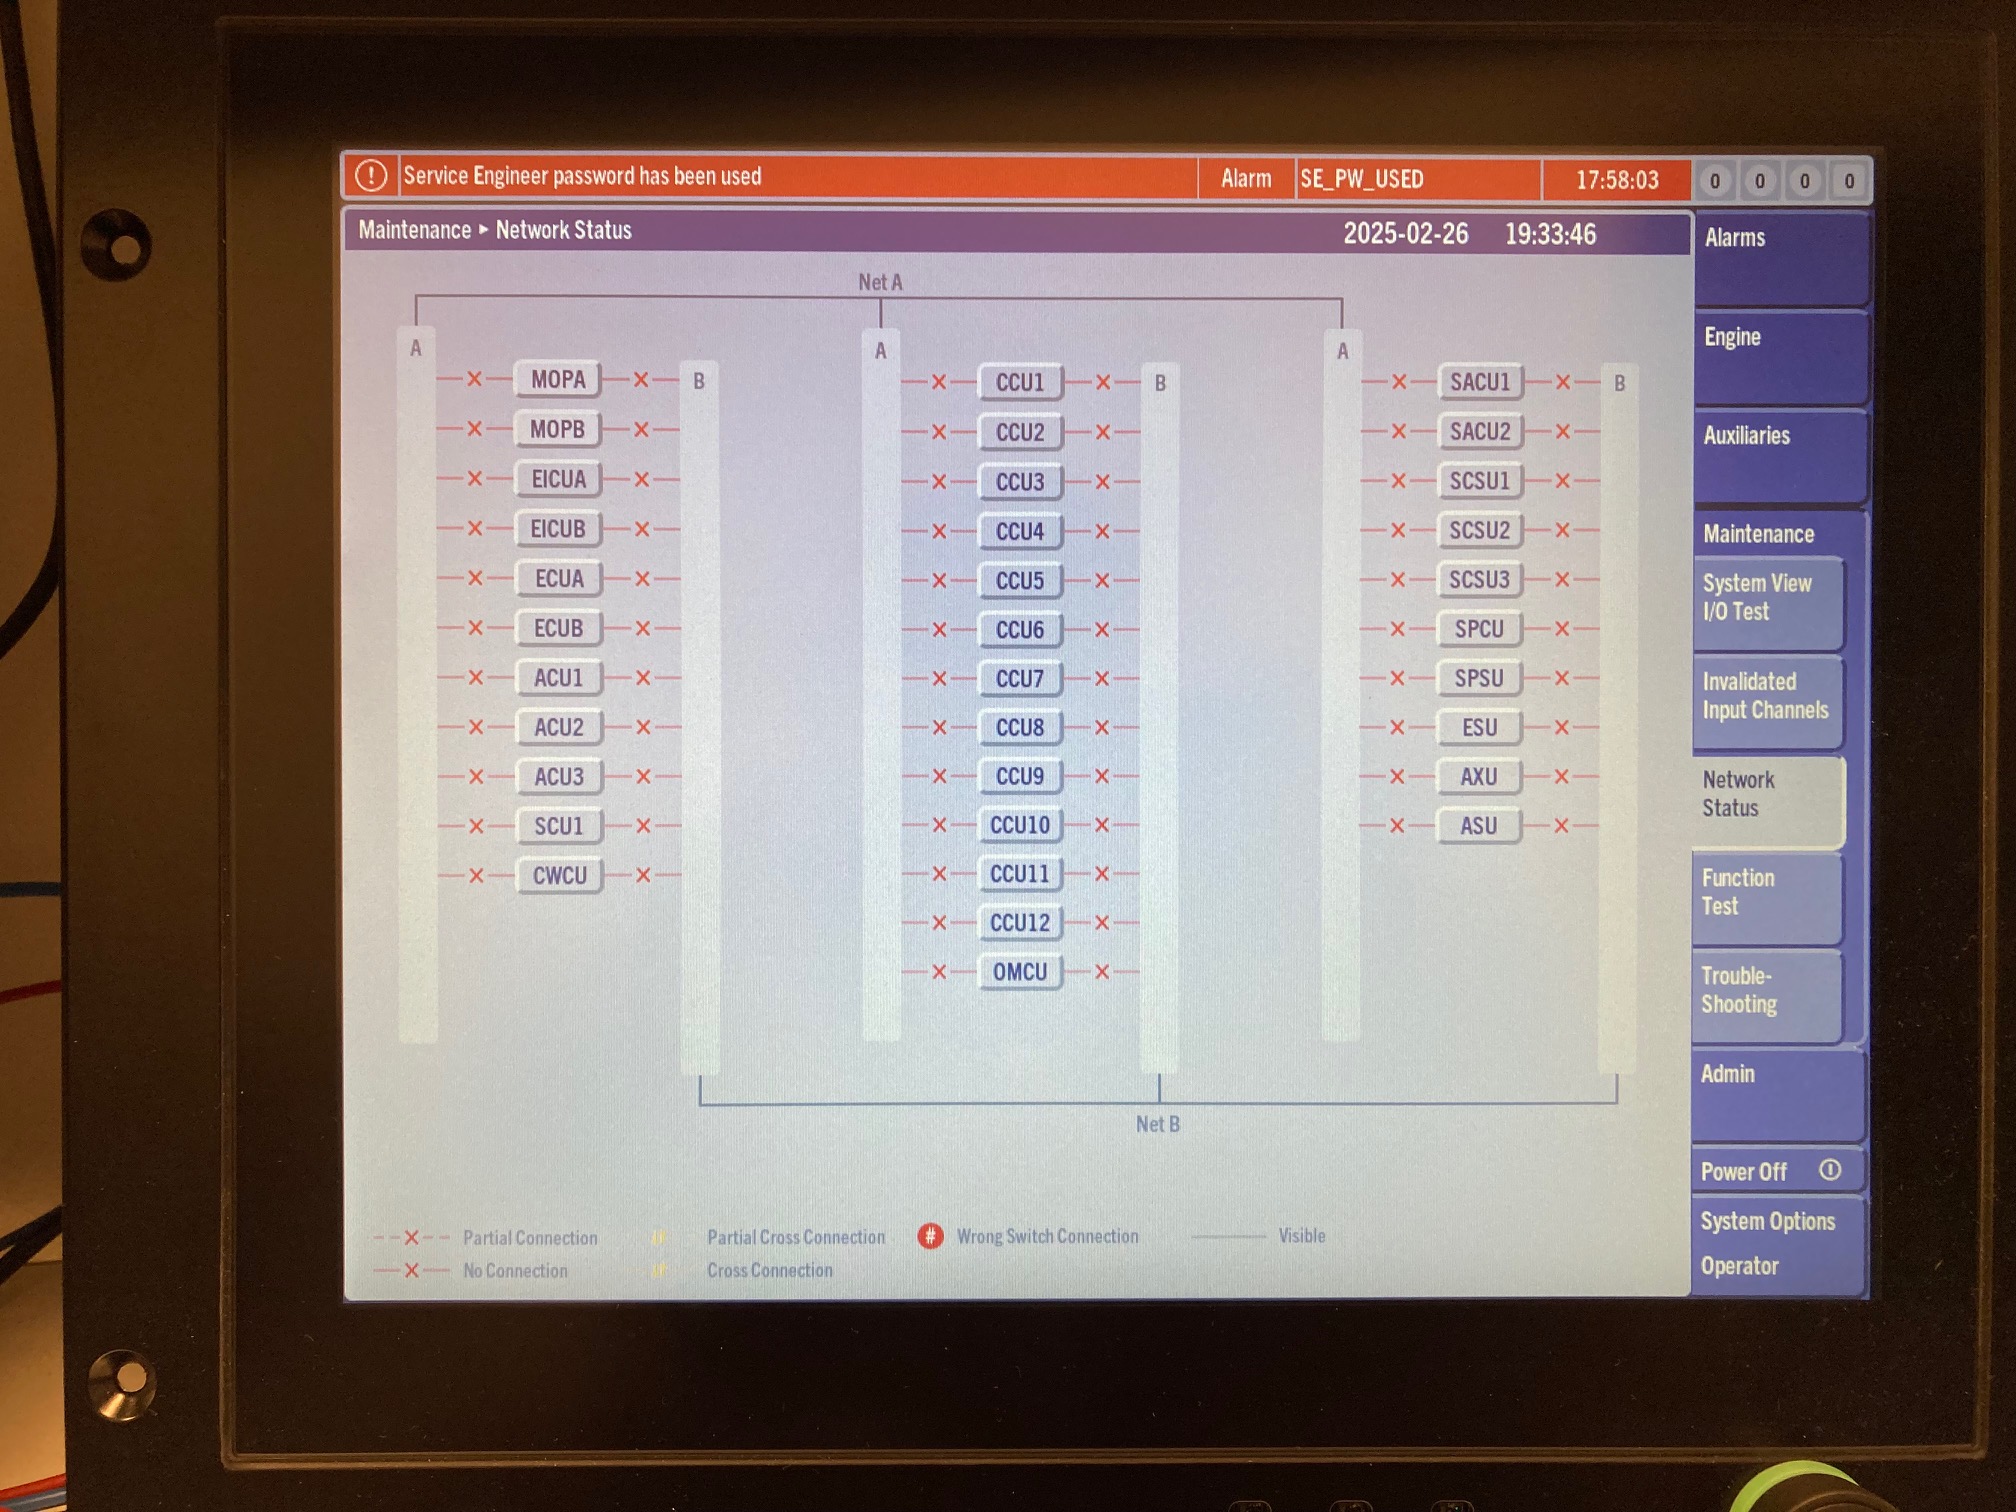 Service Engineer password has been used
Alarm
SE_PW_USED
17:58:03
0 0 0 0
Maintenance ▸ Network Status
2025-02-26 19:33:46
Net A
A
B
MOPA
MOPB
EICUA
EICUB
ECUA
ECUB
ACU1
ACU2
ACU3
SCU1
CWCU
A
B
CCU1
CCU2
CCU3
CCU4
CCU5
CCU6
CCU7
CCU8
CCU9
CCU10
CCU11
CCU12
OMCU
A
B
SACU1
SACU2
SCSU1
SCSU2
SCSU3
SPCU
SPSU
ESU
AXU
ASU
Net B
Partial Connection
No Connection
Partial Cross Connection
Cross Connection
# Wrong Switch Connection
Visible
Alarms
Engine
Auxiliaries
Maintenance
System View
I/O Test
Invalidated
Input Channels
Network
Status
Function
Test
Trouble-
Shooting
Admin
Power Off
System Options
Operator